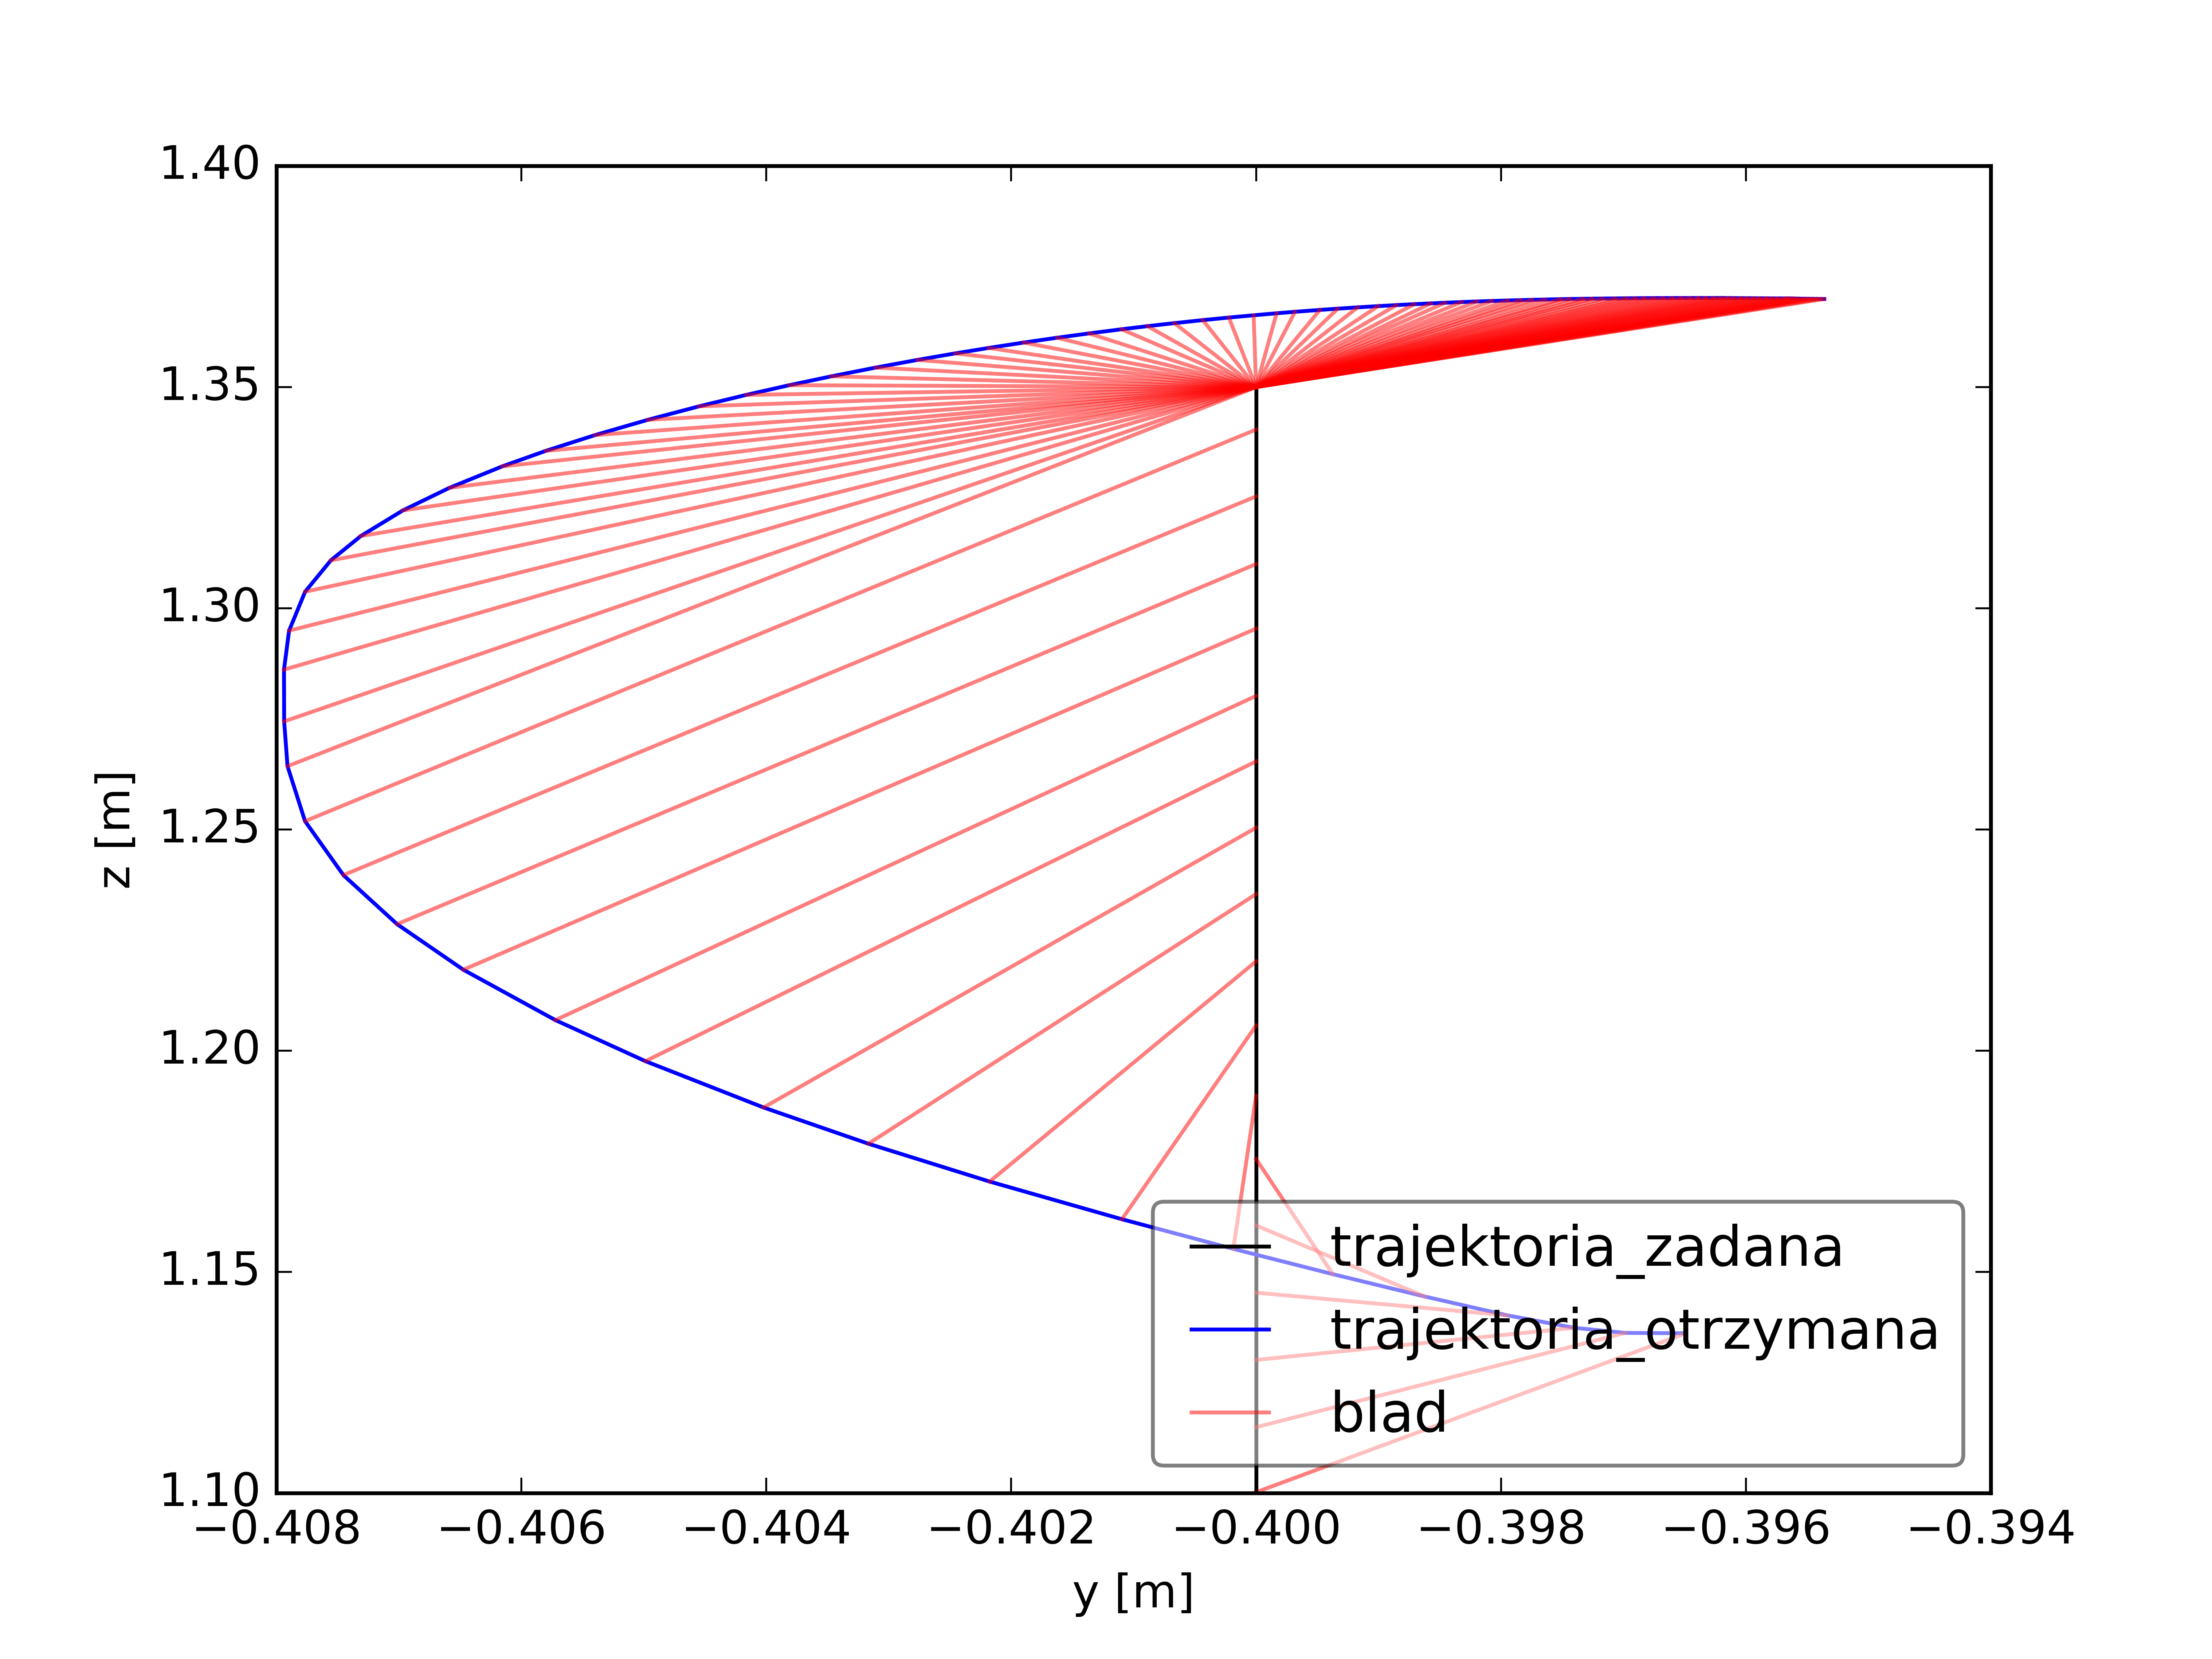 1.40
1.35
1.30
1.25
1.20
1.15
1.10
z [m]
trajektoria_zadana
trajektoria_otrzymana
blad
−0.408 −0.406 −0.404 −0.402 −0.400 −0.398 −0.396 −0.394
y [m]